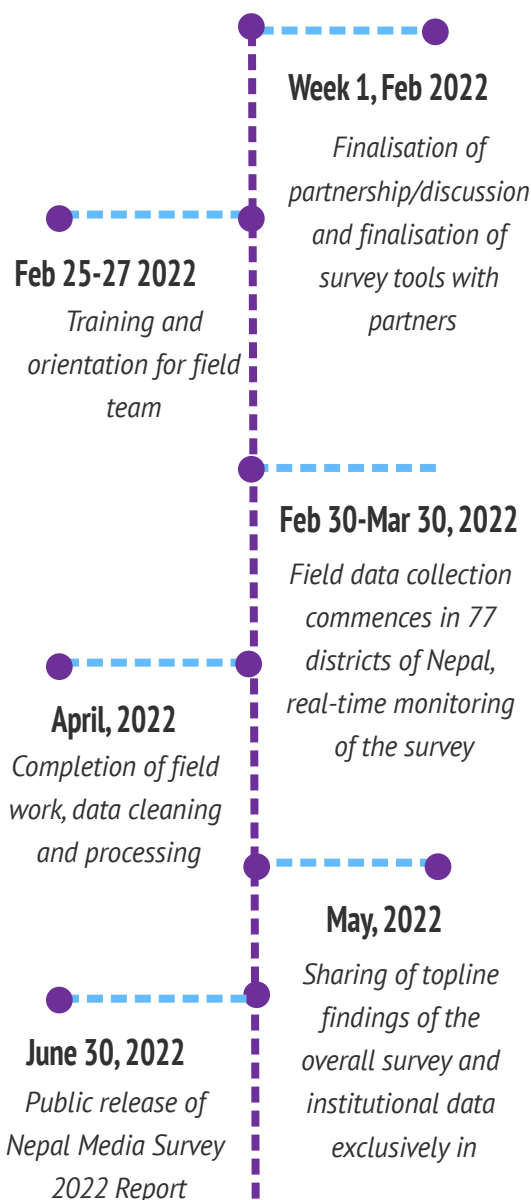 Week 1, Feb 2022
Finalisation of
partnership/discussion
and finalisation of
survey tools with
partners
Feb 25-27 2022
Training and
orientation for field
team
Feb 30-Mar 30, 2022
Field data collection
commences in 77
districts of Nepal,
real-time monitoring
of the survey
April, 2022
Completion of field
work, data cleaning
and processing
May, 2022
Sharing of topline
findings of the
overall survey and
institutional data
exclusively in
June 30, 2022
Public release of
Nepal Media Survey
2022 Report